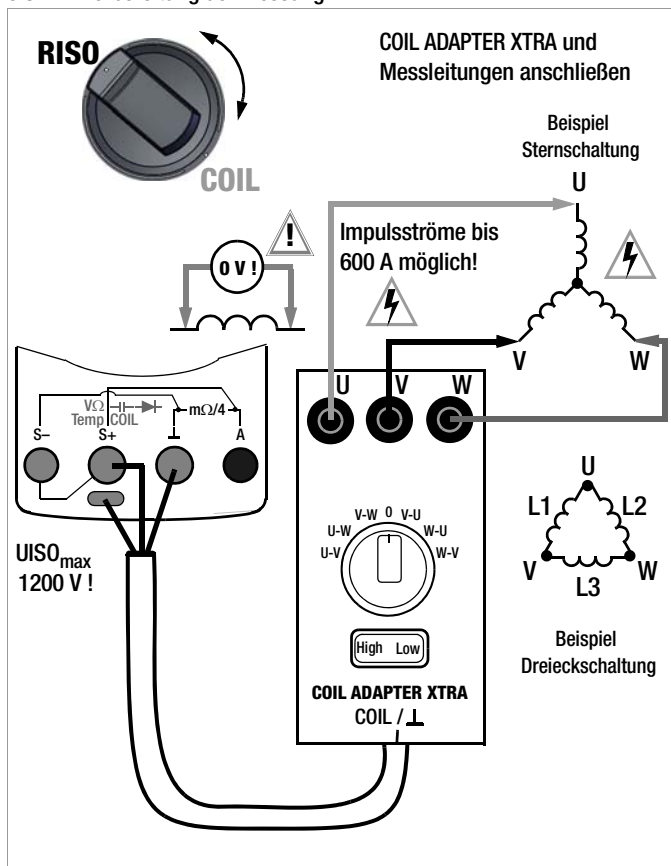 RISO
COIL
COIL ADAPTER XTRA und
Messleitungen anschließen
Beispiel
Sternschaltung
U
V
W
Impulsströme bis
600 A möglich!
0 V !
!
VΩ
Temp COIL
mΩ/4
S–
S+
⊥
A
UISOmax
1200 V !
U V W
V-W 0 V-U
U-W W-U
U-V W-V
High Low
COIL ADAPTER XTRA
COIL / ⊥
U
L1 L2
V W
L3
Beispiel
Dreieckschaltung